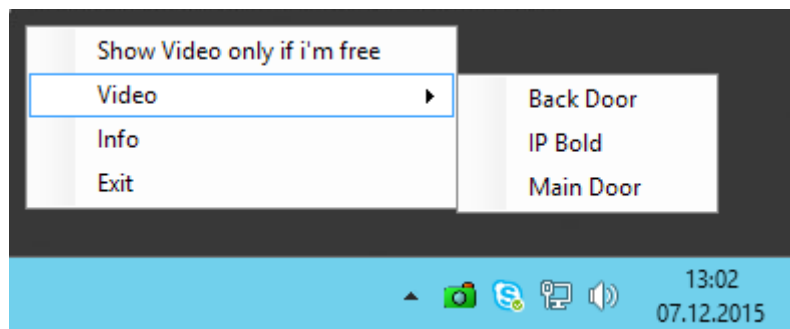 Show Video only if i'm free
Video
Info
Exit
Back Door
IP Bold
Main Door
13:02
07.12.2015